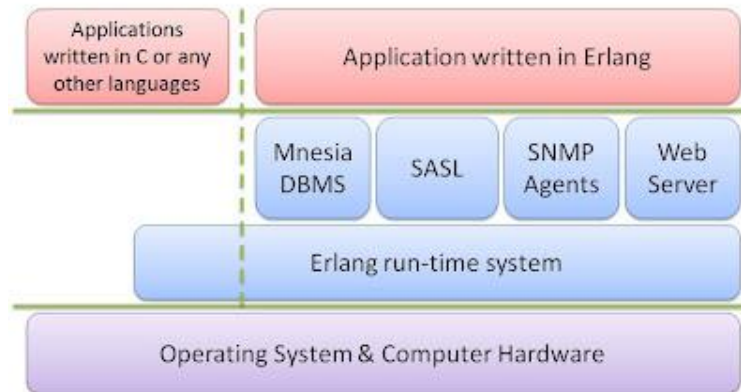 Applications
written in C or any
other languages
Application written in Erlang
Mnesia
DBMS
SASL
SNMP
Agents
Web
Server
Erlang run-time system
Operating System & Computer Hardware